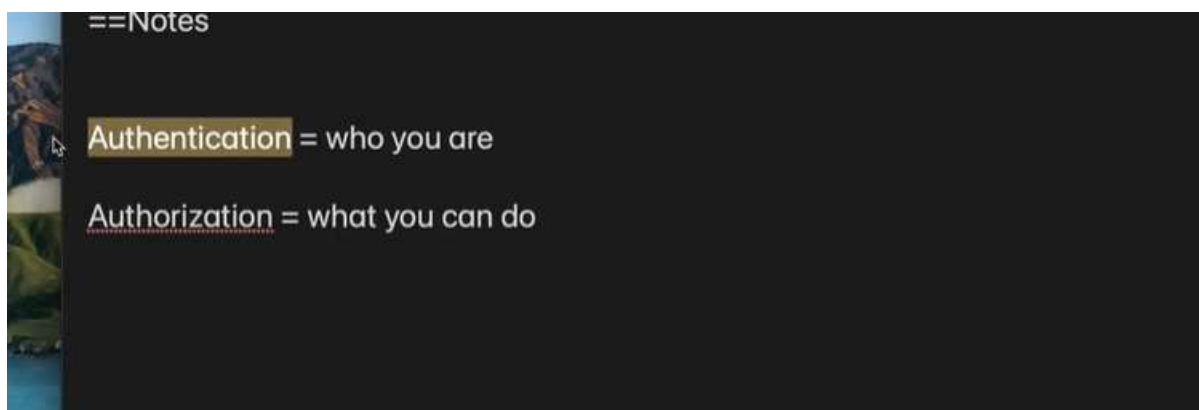 ==Notes
Authentication = who you are
Authorization = what you can do